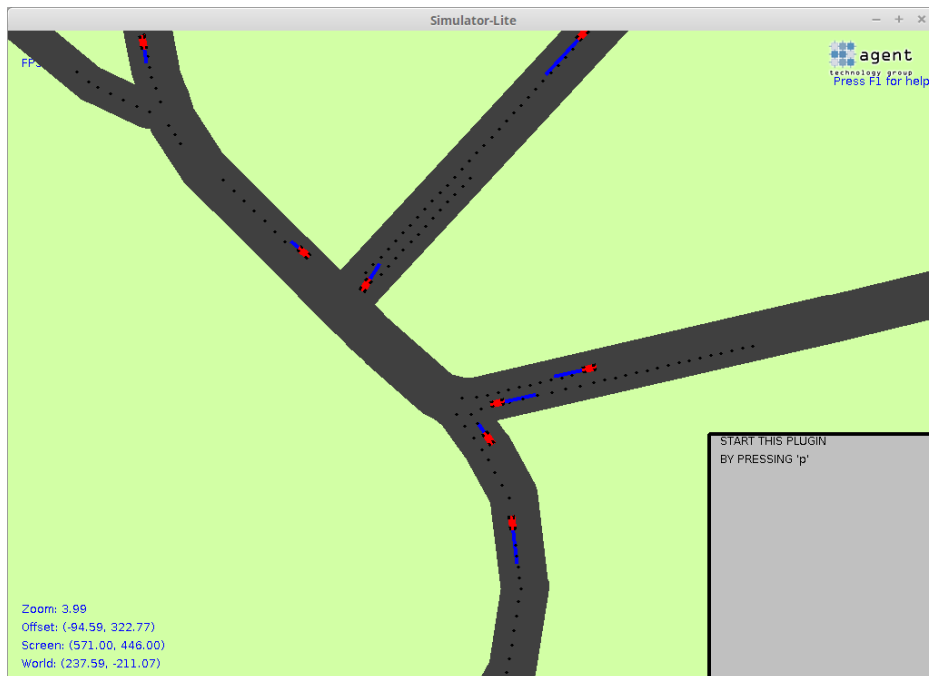 Simulator-Lite
FPS
agent
technology group
Press F1 for help
START THIS PLUGIN
BY PRESSING 'p'
Zoom: 3.99
Offset: (-94.59, 322.77)
Screen: (571.00, 446.00)
World: (237.59, -211.07)